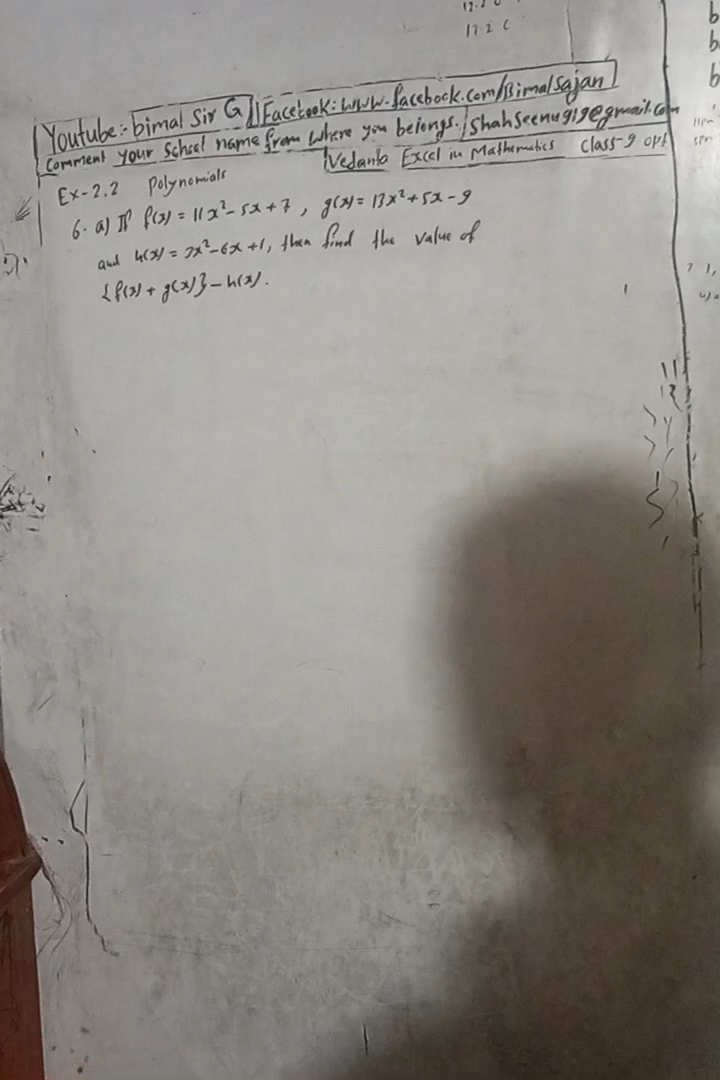 17.2 C
Youtube:- bimal Sir G || Facebook: www.facebook.com/Bimalsajan
Comment your School name from where you belongs. | Shahseenu919@gmail.com
Vedanta Excel in Mathematics Class-9 opt
Ex-2.2 Polynomials
6. a) If f(x) = 11x² - 5x + 7, g(x) = 13x² + 5x - 9
and h(x) = 7x² - 6x + 1, then find the value of
{f(x) + g(x)} - h(x).